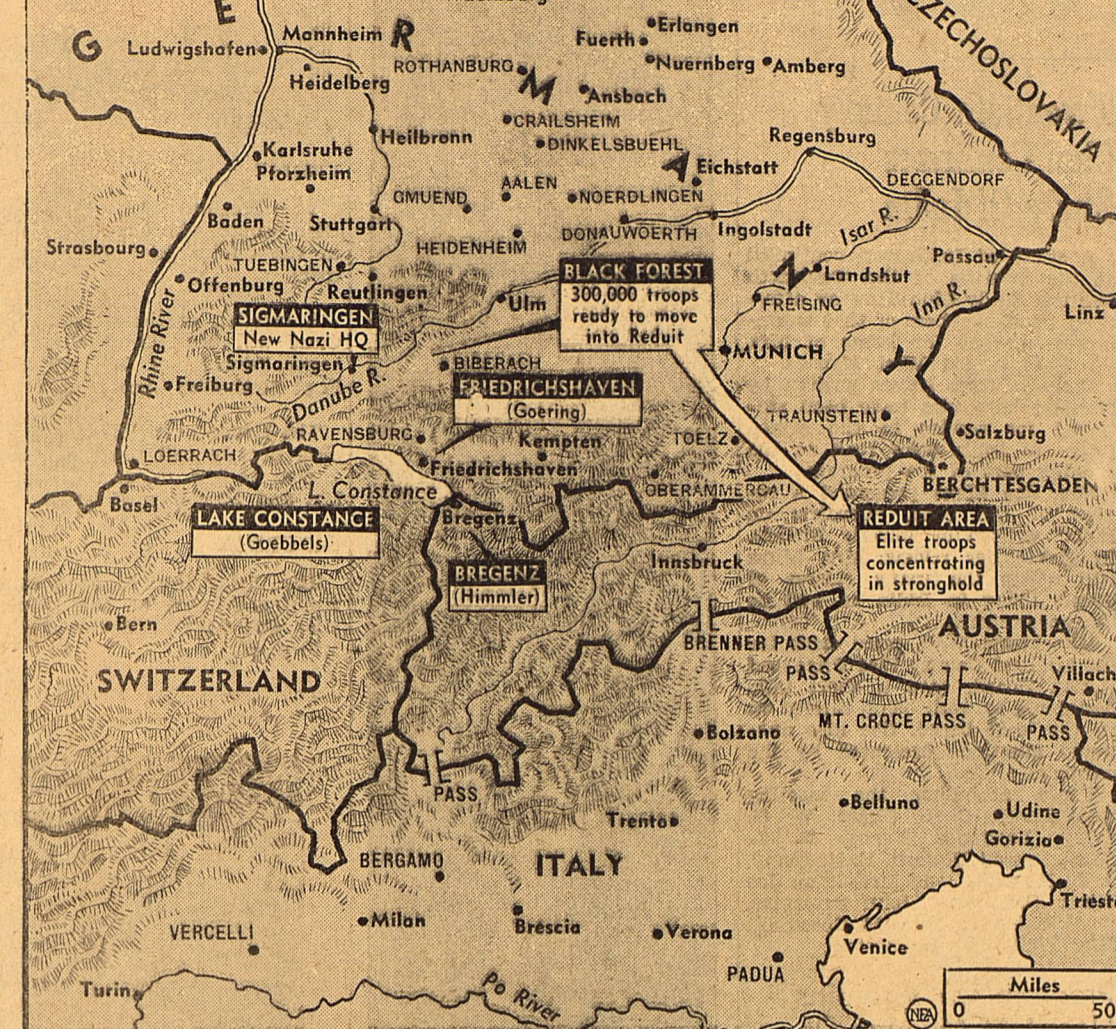 G
E
R
M
A
N
Y
CZECHOSLOVAKIA
Ludwigshafen
Mannheim
Heidelberg
ROTHANBURG
Fuerth
Erlangen
Nuernberg
Amberg
Ansbach
CRAILSHEIM
DINKELSBUEHL
Heilbronn
Karlsruhe
Pforzheim
Regensburg
Eichstatt
DEGGENDORF
GMUEND
AALEN
NOERDLINGEN
Baden
Stuttgart
HEIDENHEIM
DONAUWOERTH
Ingolstadt
Isar R.
Strasbourg
TUEBINGEN
Passau
Offenburg
Reutlingen
Ulm
BLACK FOREST
300,000 troops
ready to move
into Reduit
Landshut
FREISING
Inn R.
Linz
Rhine River
SIGMARINGEN
New Nazi HQ
Sigmaringen
BIBERACH
MUNICH
Freiburg
Danube R.
FRIEDRICHSHAVEN
(Goering)
TRAUNSTEIN
RAVENSBURG
Kempten
TOELZ
Salzburg
LOERRACH
Friedrichshaven
Basel
L. Constance
OBERAMMERGAU
BERCHTESGADEN
LAKE CONSTANCE
(Goebbels)
Bregenz
REDUIT AREA
Elite troops
concentrating
in stronghold
BREGENZ
(Himmler)
Innsbruck
Bern
BRENNER PASS
AUSTRIA
SWITZERLAND
PASS
Villach
MT. CROCE PASS
PASS
Bolzano
PASS
Belluno
Trento
Udine
Gorizia
BERGAMO
ITALY
Trieste
VERCELLI
Milan
Brescia
Verona
Venice
PADUA
Turin
Po River
NEA
Miles
0 50